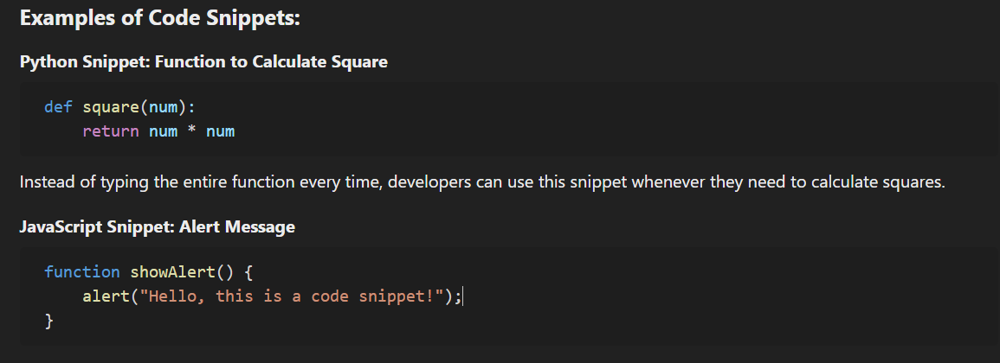 Examples of Code Snippets:
Python Snippet: Function to Calculate Square
def square(num):
    return num * num
Instead of typing the entire function every time, developers can use this snippet whenever they need to calculate squares.
JavaScript Snippet: Alert Message
function showAlert() {
    alert("Hello, this is a code snippet!");
}